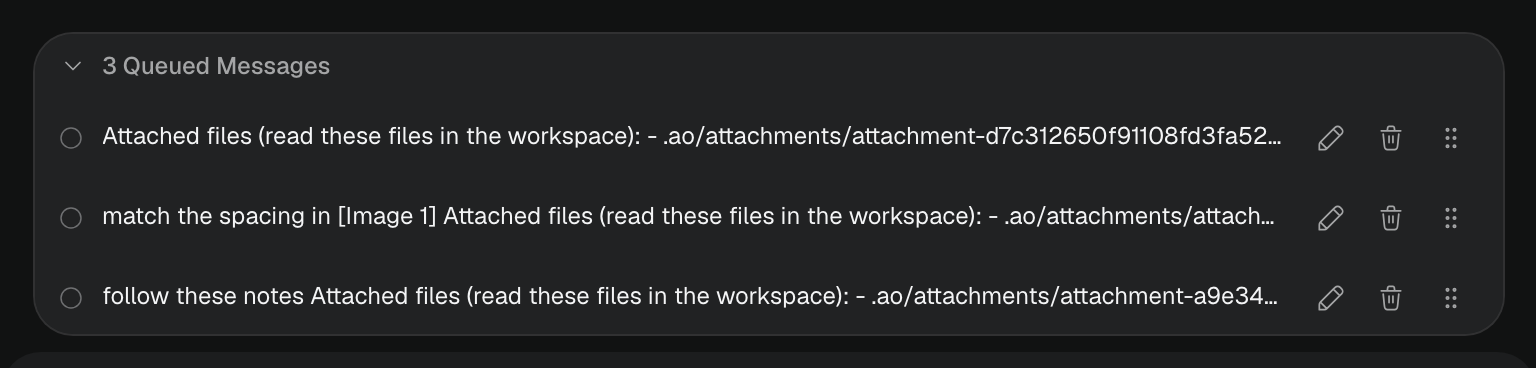 3 Queued Messages
Attached files (read these files in the workspace): - .ao/attachments/attachment-d7c312650f91108fd3fa52...
match the spacing in [Image 1] Attached files (read these files in the workspace): - .ao/attachments/attach...
follow these notes Attached files (read these files in the workspace): - .ao/attachments/attachment-a9e34...